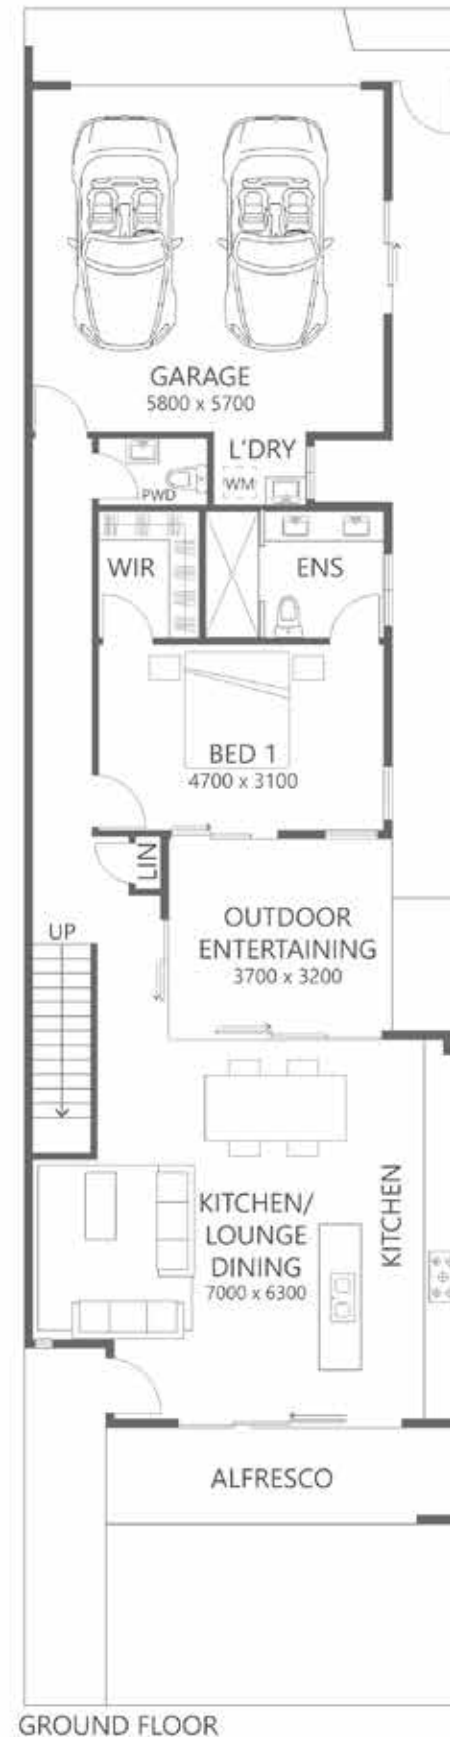 GARAGE
5800 x 5700
L'DRY
WM
PWD
WIR
ENS
BED 1
4700 x 3100
LIN
UP
OUTDOOR
ENTERTAINING
3700 x 3200
KITCHEN/
LOUNGE
DINING
7000 x 6300
KITCHEN
ALFRESCO
GROUND FLOOR